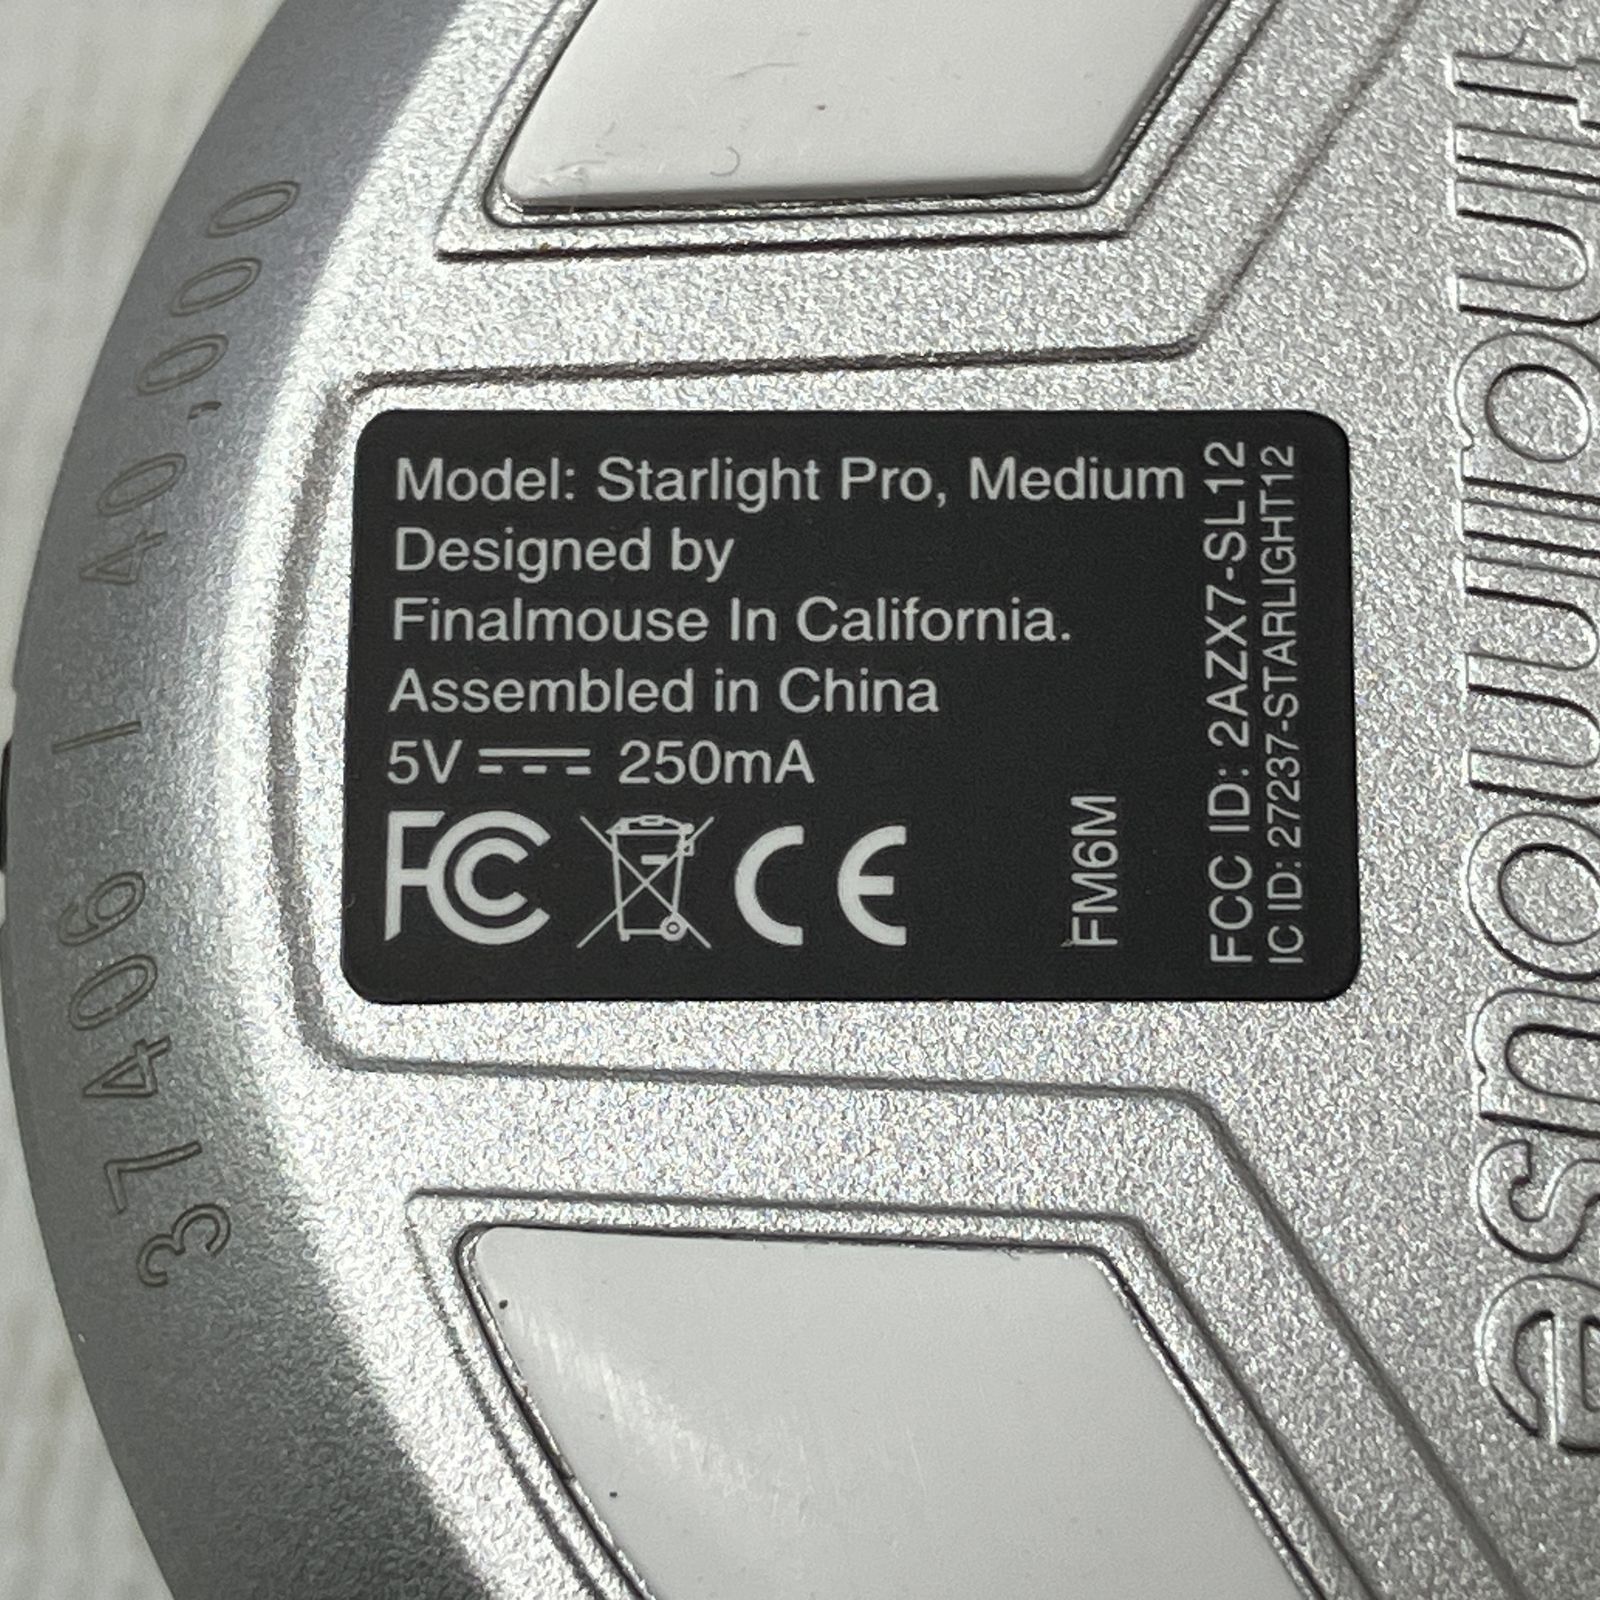 Model: Starlight Pro, Medium
Designed by
Finalmouse In California.
Assembled in China
5V 250mA
FC CE
FM6M
FCC ID: 2AZX7-SL12
IC ID: 27237-STARLIGHT12
37406 | 40,000
finalmouse